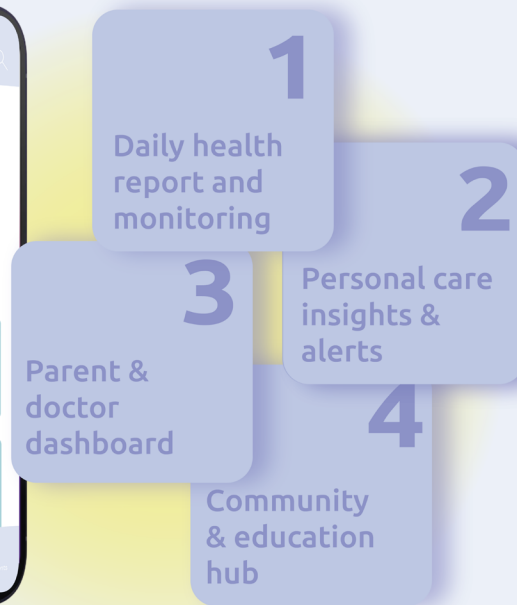 1
Daily health
report and
monitoring
2
Personal care
insights &
alerts
3
Parent &
doctor
dashboard
4
Community
& education
hub